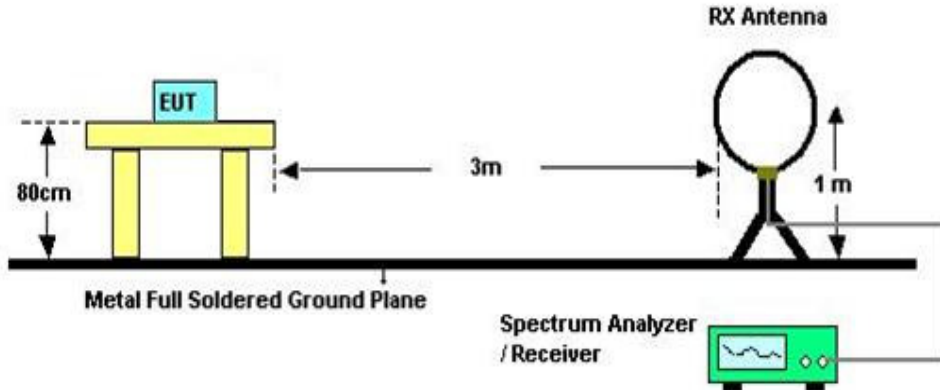 RX Antenna
EUT
3m
80cm
1 m
Metal Full Soldered Ground Plane
Spectrum Analyzer
/ Receiver